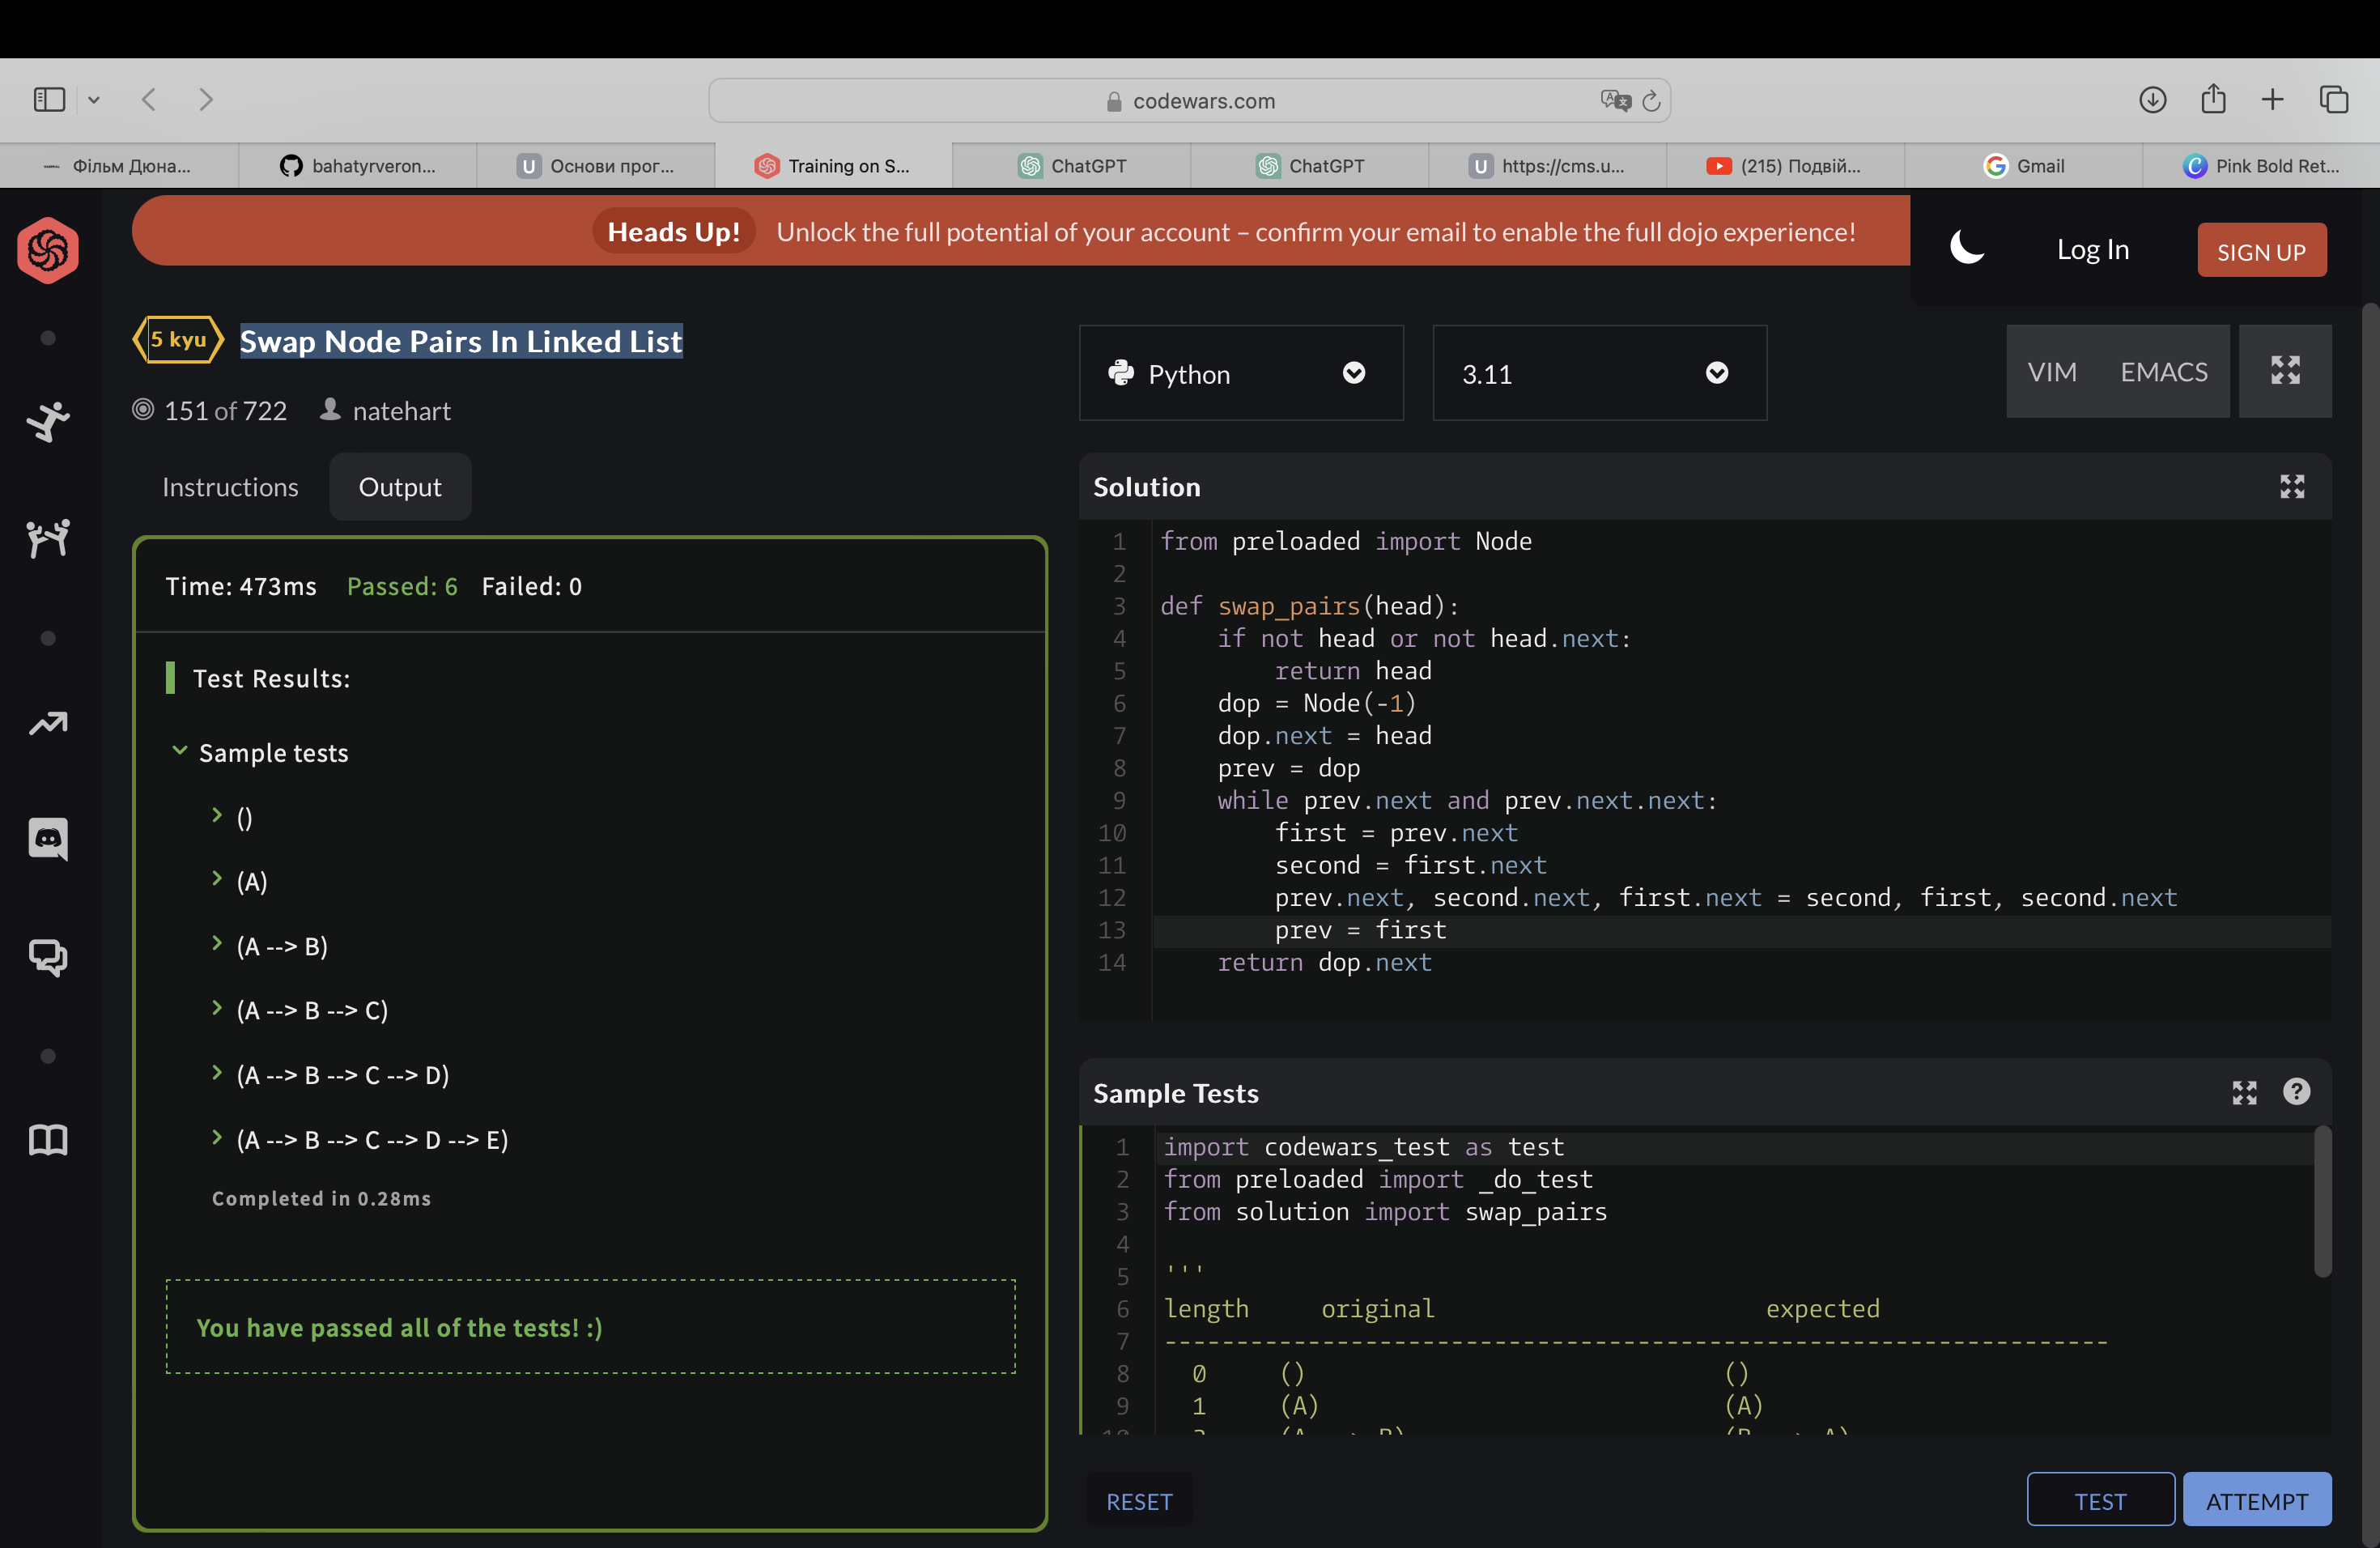 codewars.com
Фільм Дюна...
bahatyrveron...
Основи прог...
Training on S...
ChatGPT
ChatGPT
https://cms.u...
(215) Подвій...
Gmail
Pink Bold Ret...
Heads Up! Unlock the full potential of your account – confirm your email to enable the full dojo experience!
Log In
SIGN UP
5 kyu
Swap Node Pairs In Linked List
151 of 722 natehart
Python
3.11
VIM EMACS
Instructions
Output
Time: 473ms Passed: 6 Failed: 0
Test Results:
Sample tests
()
(A)
(A --> B)
(A --> B --> C)
(A --> B --> C --> D)
(A --> B --> C --> D --> E)
Completed in 0.28ms
You have passed all of the tests! :)
Solution
1 from preloaded import Node
2
3 def swap_pairs(head):
4 if not head or not head.next:
5 return head
6 dop = Node(-1)
7 dop.next = head
8 prev = dop
9 while prev.next and prev.next.next:
10 first = prev.next
11 second = first.next
12 prev.next, second.next, first.next = second, first, second.next
13 prev = first
14 return dop.next
Sample Tests
1 import codewars_test as test
2 from preloaded import _do_test
3 from solution import swap_pairs
4
5 '''
6 length original expected
7 ------------------------------------------------------------------
8 0 () ()
9 1 (A) (A)
RESET
TEST
ATTEMPT